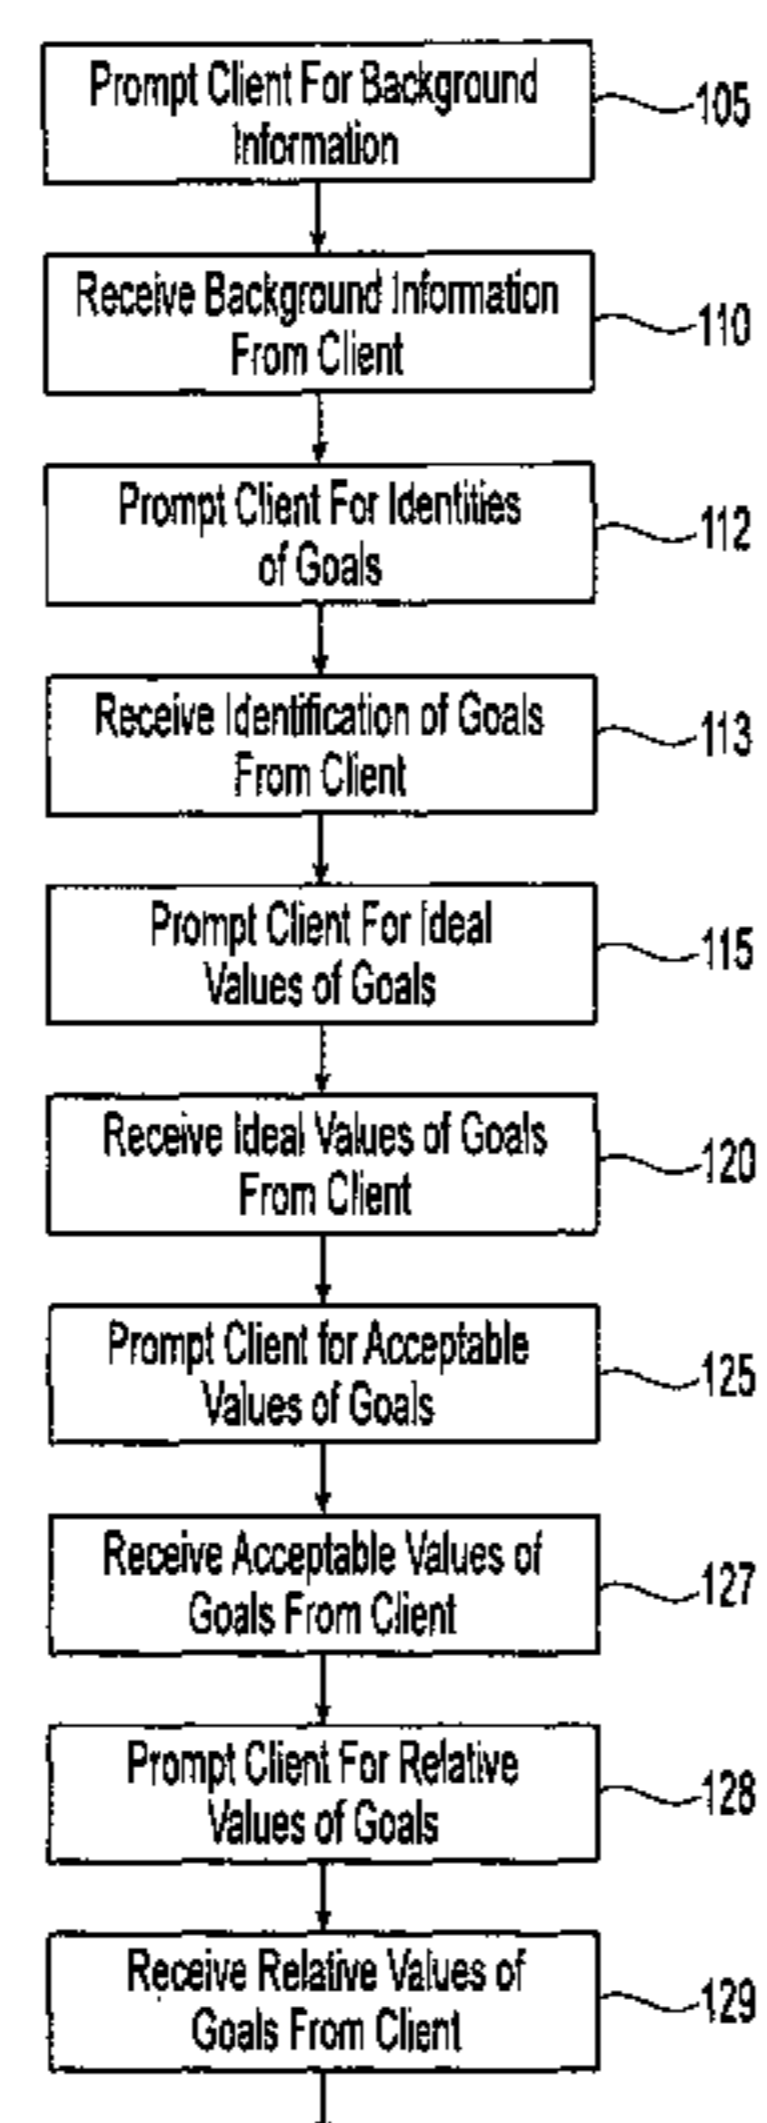 Prompt Client For Background
Information
105
Receive Background Information
From Client
110
Prompt Client For Identities
of Goals
112
Receive Identification of Goals
From Client
113
Prompt Client For Ideal
Values of Goals
115
Receive Ideal Values of Goals
From Client
120
Prompt Client for Acceptable
Values of Goals
125
Receive Acceptable Values of
Goals From Client
127
Prompt Client For Relative
Values of Goals
128
Receive Relative Values of
Goals From Client
129